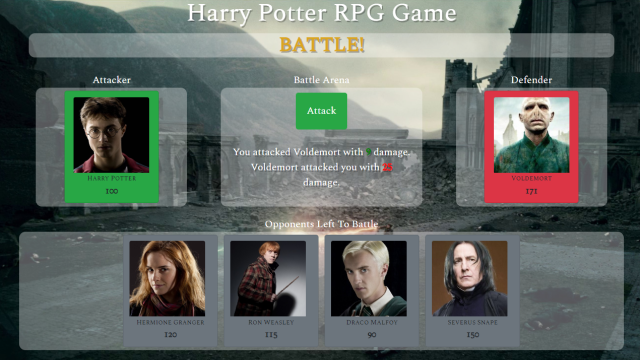 Harry Potter RPG Game
BATTLE!
Attacker
Battle Arena
Defender
Attack
Harry Potter
100
You attacked Voldemort with damage.
Voldemort attacked you with
damage.
Voldemort
171
Opponents Left To Battle
Hermione Granger
120
Ron Weasley
115
Draco Malfoy
90
Severus Snape
150